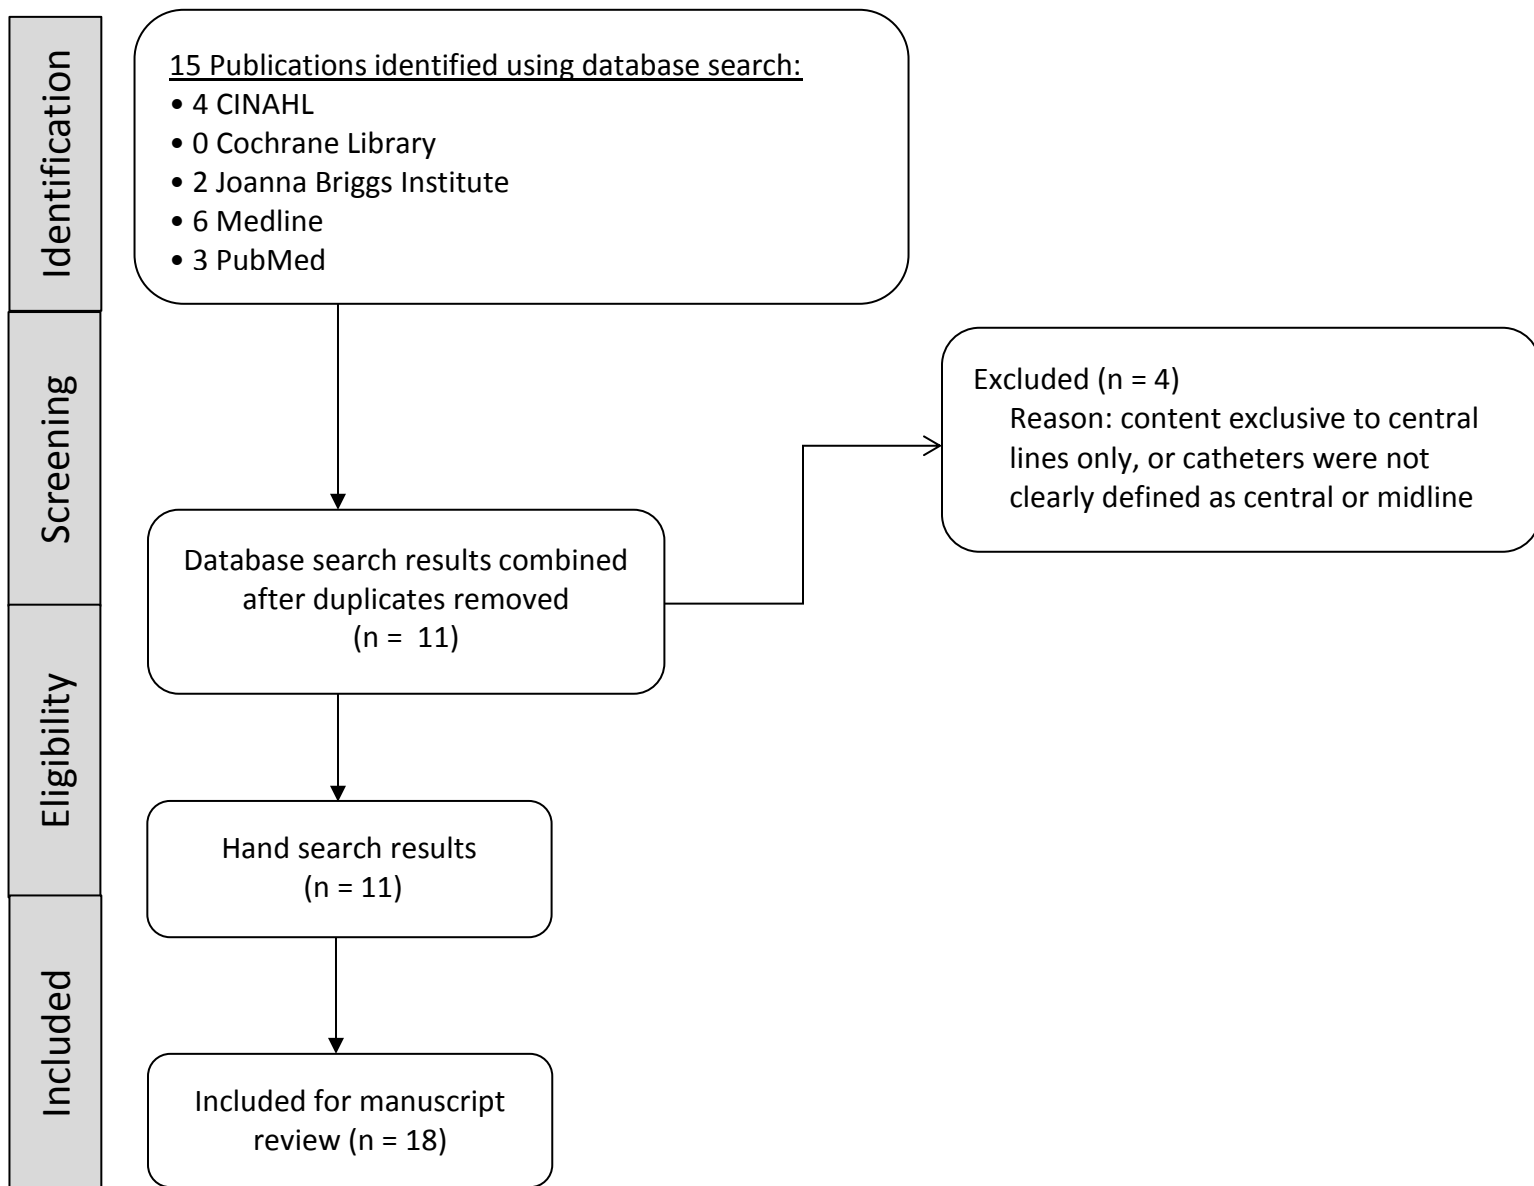 Identification
15 Publications identified using database search:
• 4 CINAHL
• 0 Cochrane Library
• 2 Joanna Briggs Institute
• 6 Medline
• 3 PubMed
Screening
Excluded (n = 4)
Reason: content exclusive to central
lines only, or catheters were not
clearly defined as central or midline
Database search results combined
after duplicates removed
(n =  11)
Eligibility
Hand search results
(n = 11)
Included
Included for manuscript
review (n = 18)